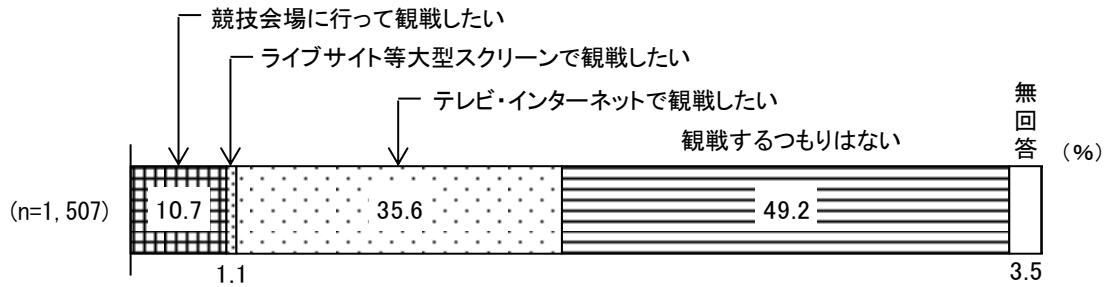 競技会場に行って観戦したい
ライブサイト等大型スクリーンで観戦したい
テレビ・インターネットで観戦したい
観戦するつもりはない
無回答
（％）
(n=1,507)
10.7
35.6
49.2
1.1
3.5